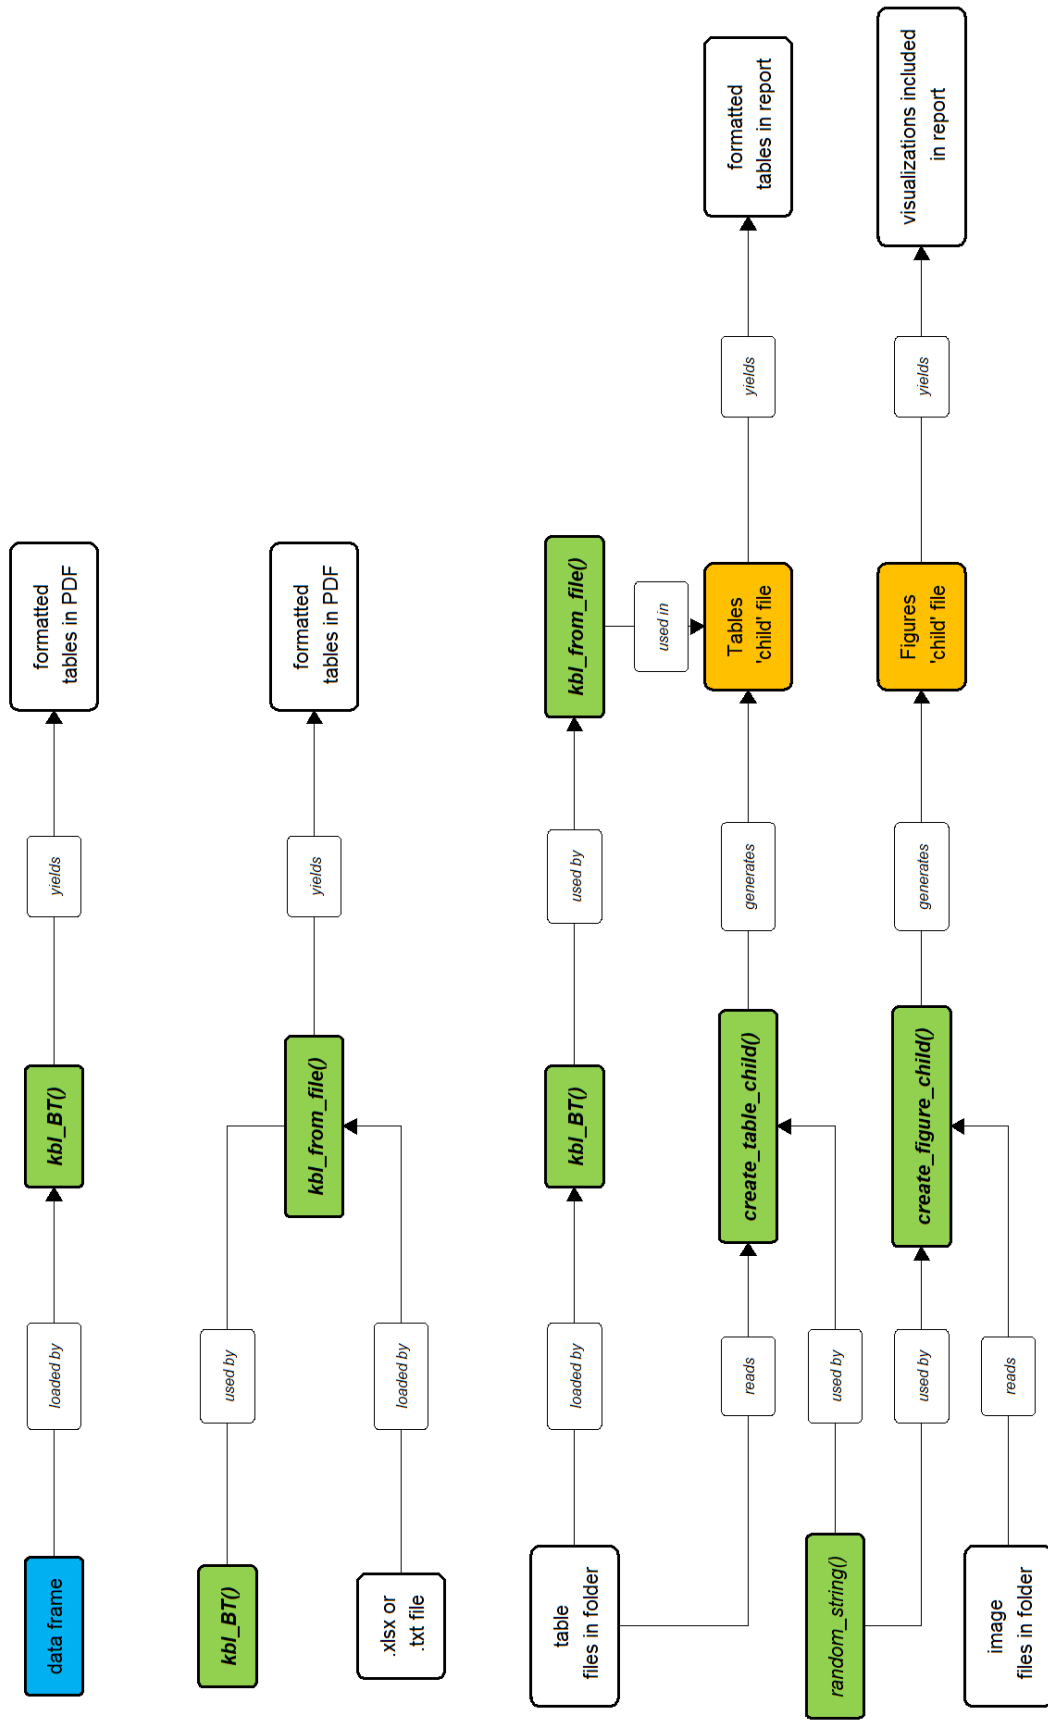 data frame
loaded by
kbl_BT()
yields
formatted
tables in PDF
kbl_BT()
used by
.xlsx or
.txt file
loaded by
kbl_from_file()
yields
formatted
tables in PDF
table
files in folder
loaded by
kbl_BT()
used by
kbl_from_file()
used in
reads
create_table_child()
generates
Tables
'child' file
yields
formatted
tables in report
random_string()
used by
used by
create_figure_child()
generates
Figures
'child' file
yields
visualizations included
in report
image
files in folder
reads